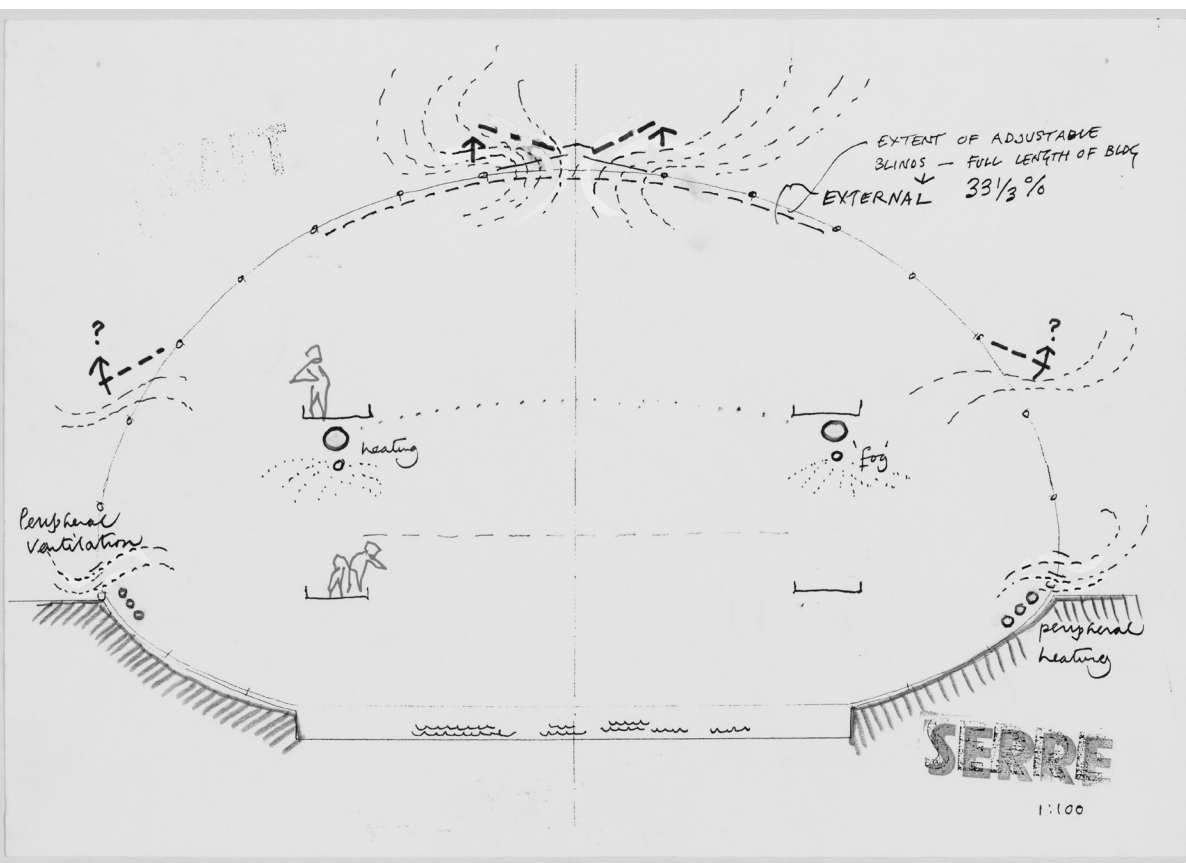 EXTENT OF ADJUSTABLE
BLINDS — FULL LENGTH OF BLDG
EXTERNAL 33 1/3 %
?
?
heating
'fog'
Peripheral
Ventilation
peripheral
heating
SERRE
1:100